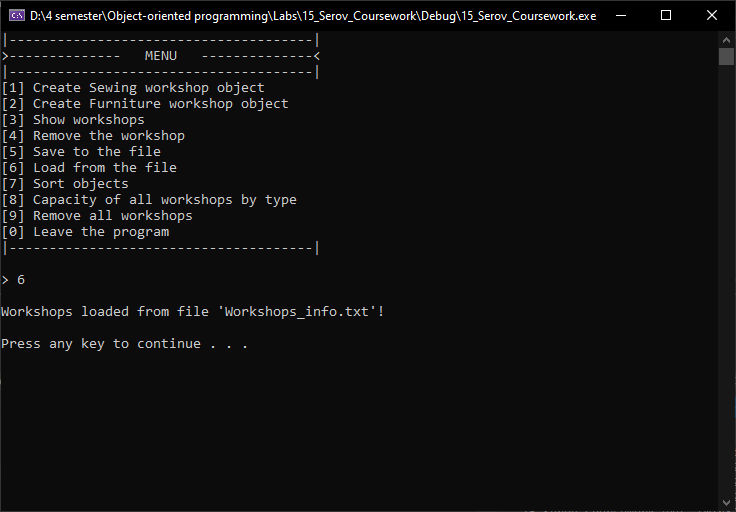 D:\4 semester\Object-oriented programming\Labs\15_Serov_Coursework\Debug\15_Serov_Coursework.exe
|--------------------------------------|
>--------------   MENU   --------------<
|--------------------------------------|
[1] Create Sewing workshop object
[2] Create Furniture workshop object
[3] Show workshops
[4] Remove the workshop
[5] Save to the file
[6] Load from the file
[7] Sort objects
[8] Capacity of all workshops by type
[9] Remove all workshops
[0] Leave the program
|--------------------------------------|
> 6
Workshops loaded from file 'Workshops_info.txt'!
Press any key to continue . . .